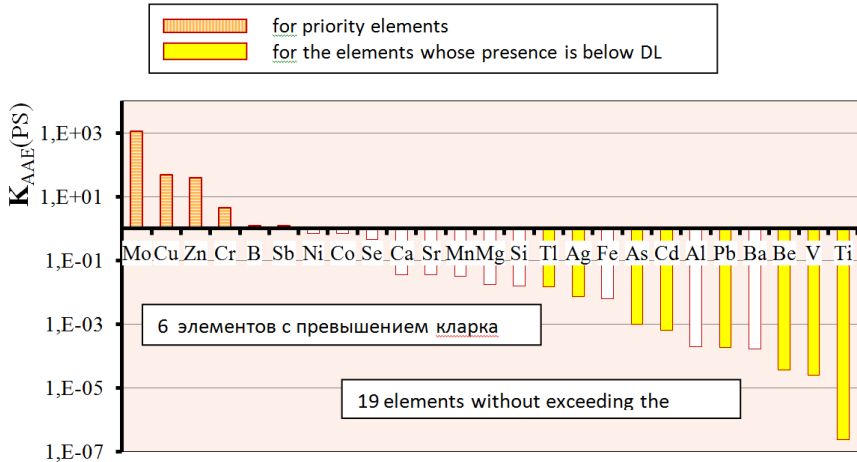 for priority elements
for the elements whose presence is below DL
K_AAE(PS)
1,E+03
1,E+01
1,E-01
1,E-03
1,E-05
1,E-07
Mo Cu Zn Cr B Sb Ni Co Se Ca Sr Mn Mg Si Tl Ag Fe As Cd Al Pb Ba Be V Ti
6 элементов с превышением кларка
19 elements without exceeding the